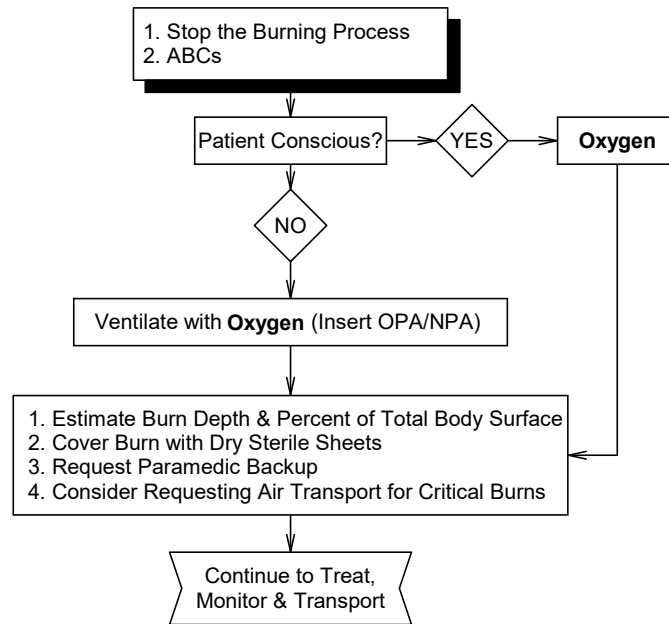 1. Stop the Burning Process
2. ABCs
Patient Conscious?
YES
Oxygen
NO
Ventilate with Oxygen (Insert OPA/NPA)
1. Estimate Burn Depth & Percent of Total Body Surface
2. Cover Burn with Dry Sterile Sheets
3. Request Paramedic Backup
4. Consider Requesting Air Transport for Critical Burns
Continue to Treat,
Monitor & Transport